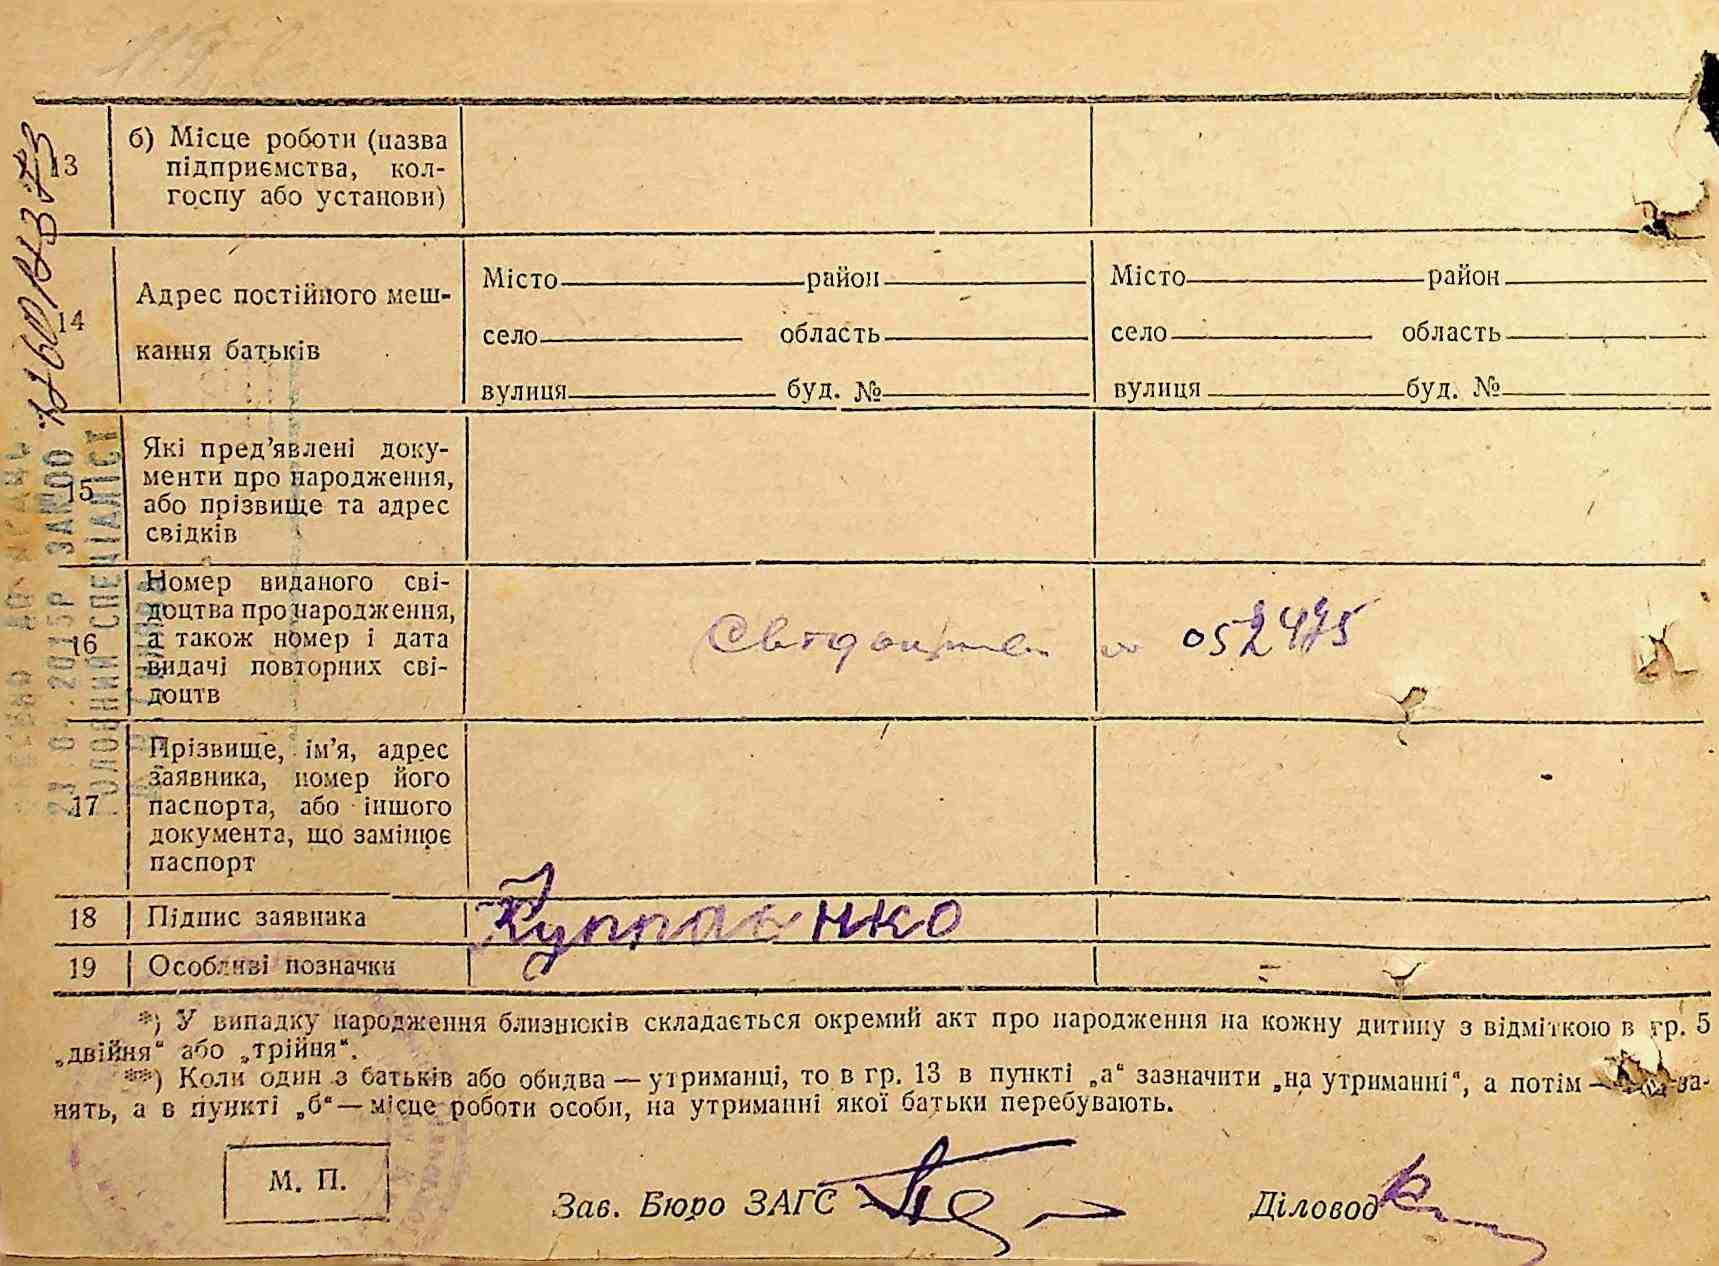 13 б) Місце роботи (назва
підприємства, кол-
госпу або установи)
14 Адрес постійного меш-
кання батьків
Місто район Місто район
село область село область
вулиця буд. № вулиця буд. №
15 Які пред’явлені доку-
менти про народження,
або прізвище та адрес
свідків
16 Номер виданого сві-
доцтва про народження,
а також номер і дата
видачі повторних сві-
доцтв
052475
17 Прізвище, ім’я, адрес
заявника, номер його
паспорта, або іншого
документа, що замінює
паспорт
18 Підпис заявника
19 Особливі позначки
*) У випадку народження близнюків складається окремий акт про народження на кожну дитину з відміткою в гр. 5
„двійня“ або „трійня“.
**) Коли один з батьків або обидва — утриманці, то в гр. 13 в пункті „а“ зазначити „на утриманні“, а потім — за-
нять, а в пункті „б“ — місце роботи особи, на утриманні якої батьки перебувають.
М. П.
Зав. Бюро ЗАГС Діловод
ГОЛОВНИЙ СПЕЦІАЛІСТ